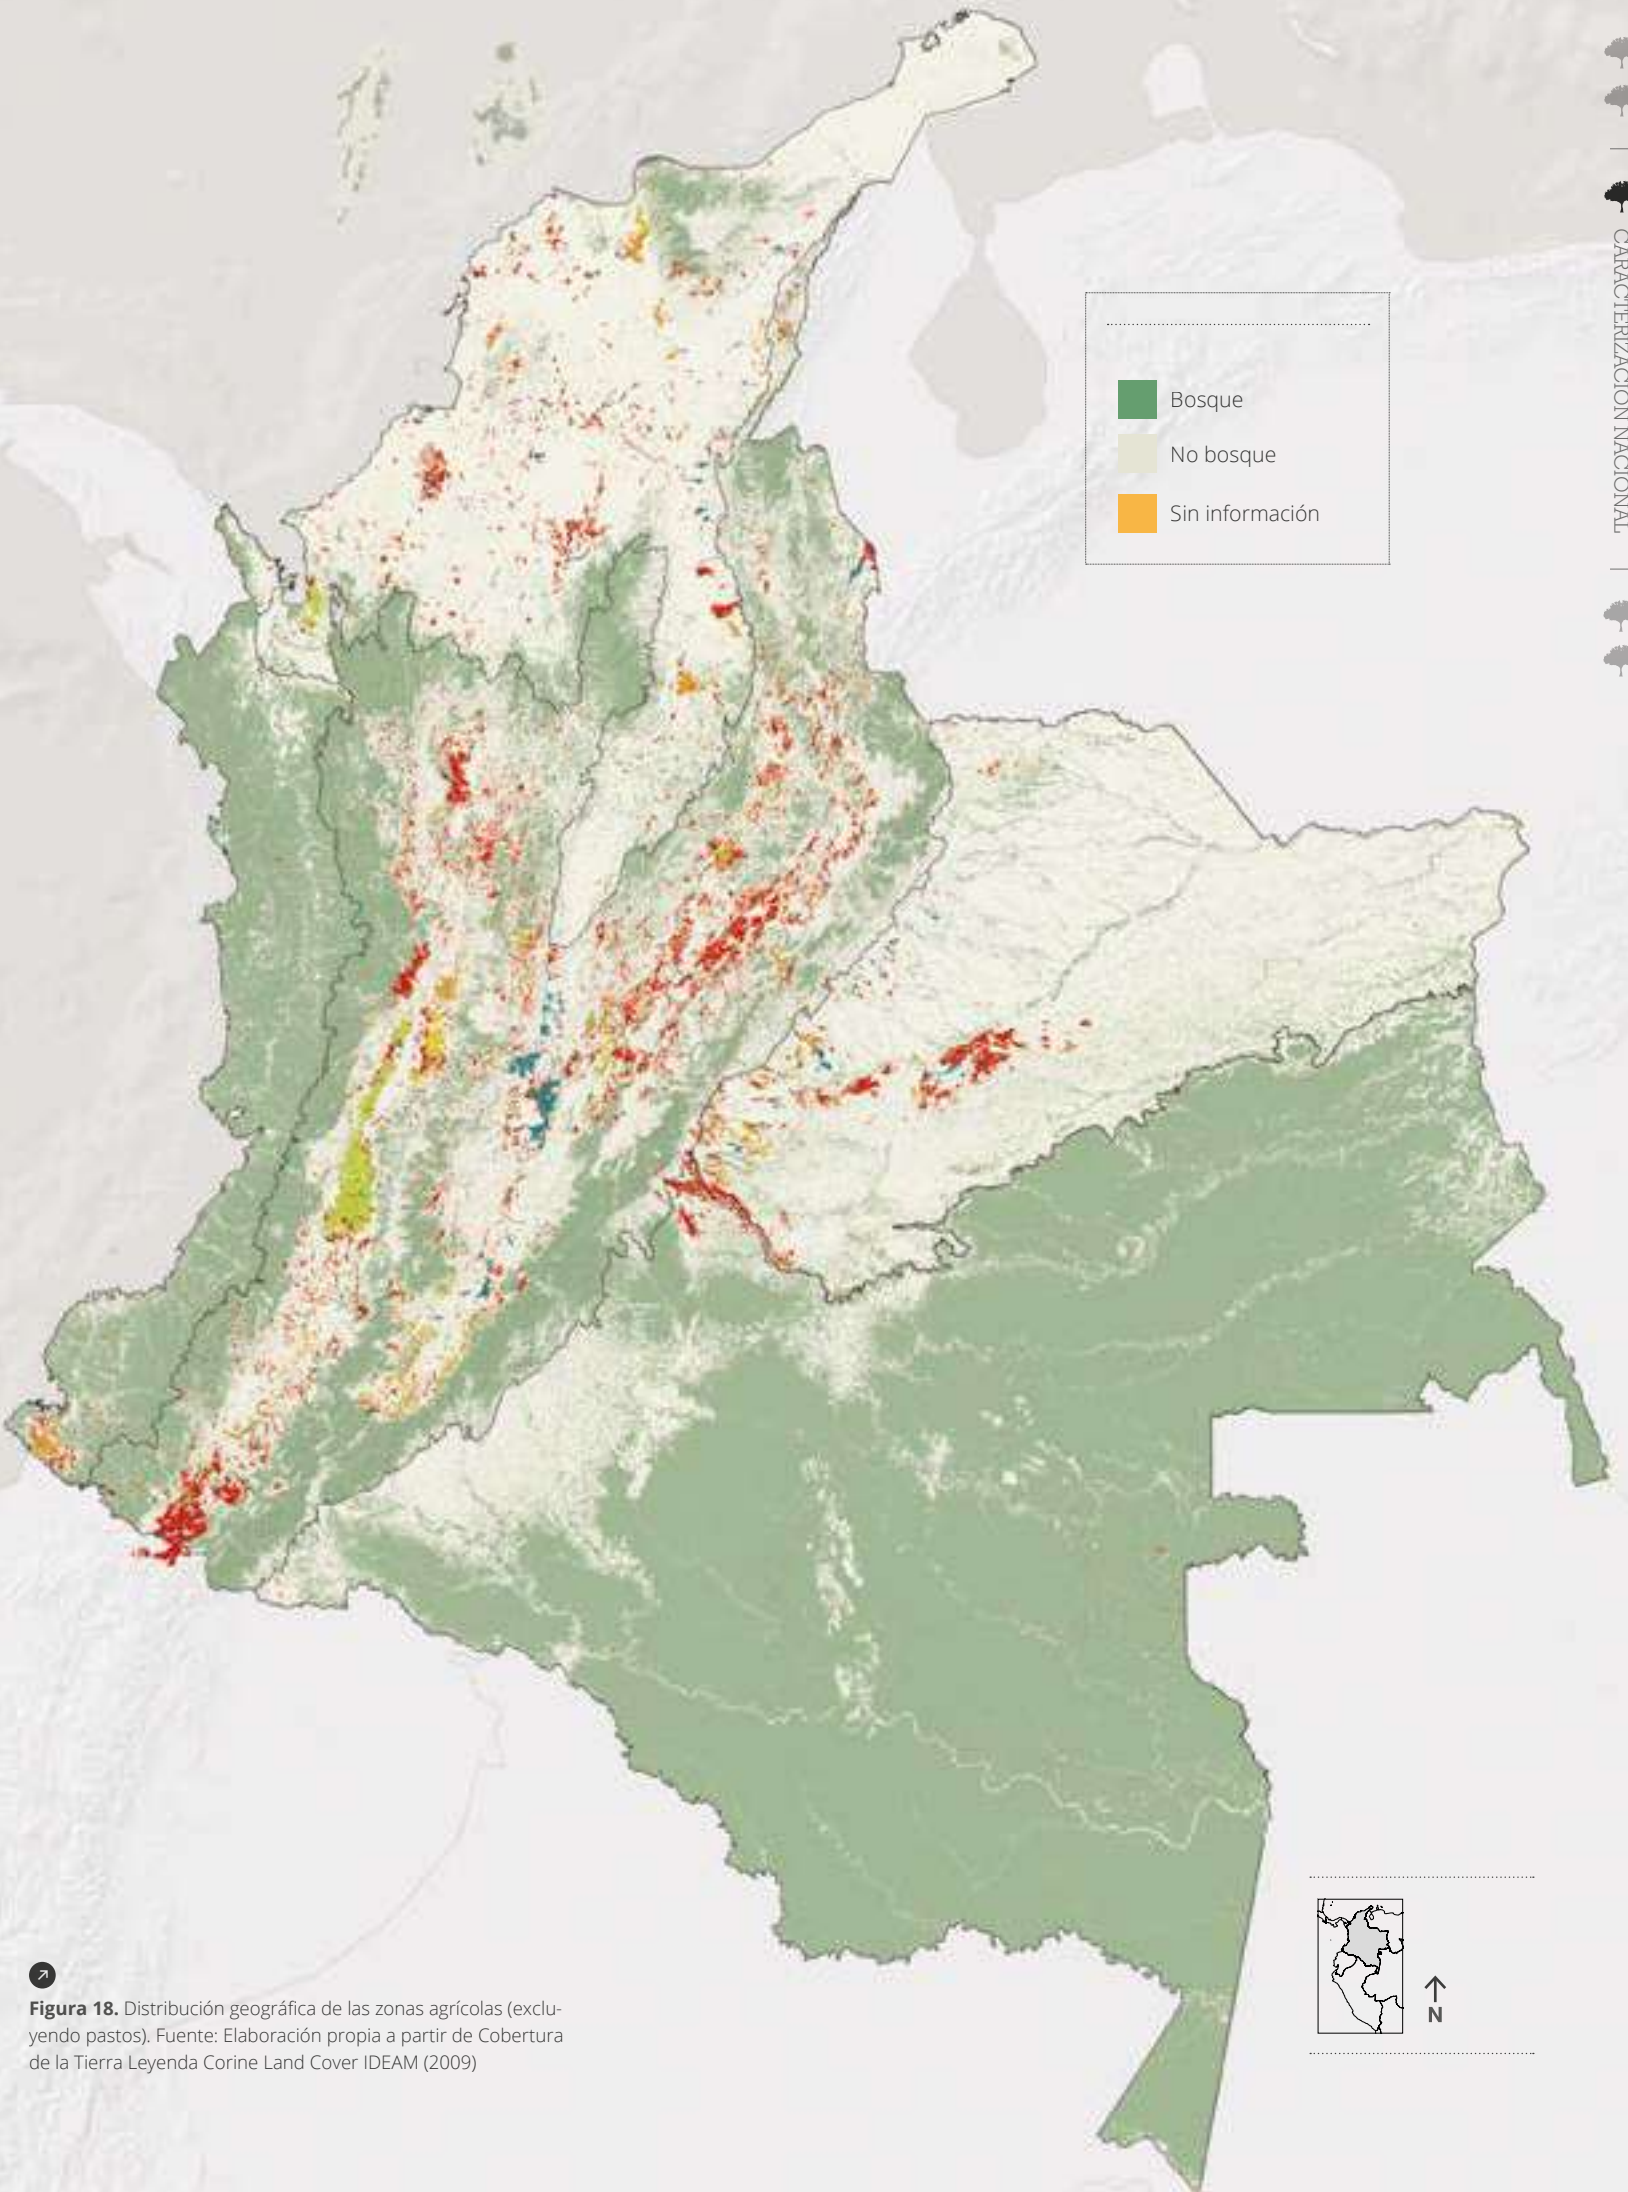 CARACTERIZACIÓN NACIONAL
Bosque
No bosque
Sin información
Figura 18. Distribución geográfica de las zonas agrícolas (exclu-
yendo pastos). Fuente: Elaboración propia a partir de Cobertura
de la Tierra Leyenda Corine Land Cover IDEAM (2009)
N